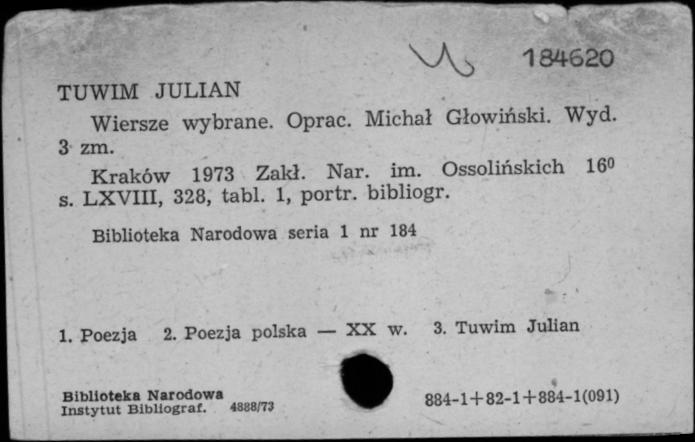 184620
TUWIM JULIAN
Wiersze wybrane. Oprac. Michał Głowiński. Wyd.
3 zm.
Kraków 1973 Zakł. Nar. im. Ossolińskich 16⁰
s. LXVIII, 328, tabl. 1, portr. bibliogr.
Biblioteka Narodowa seria 1 nr 184
1. Poezja 2. Poezja polska — XX w. 3. Tuwim Julian
Biblioteka Narodowa
Instytut Bibliograf. 4888/73
884-1+82-1+884-1(091)